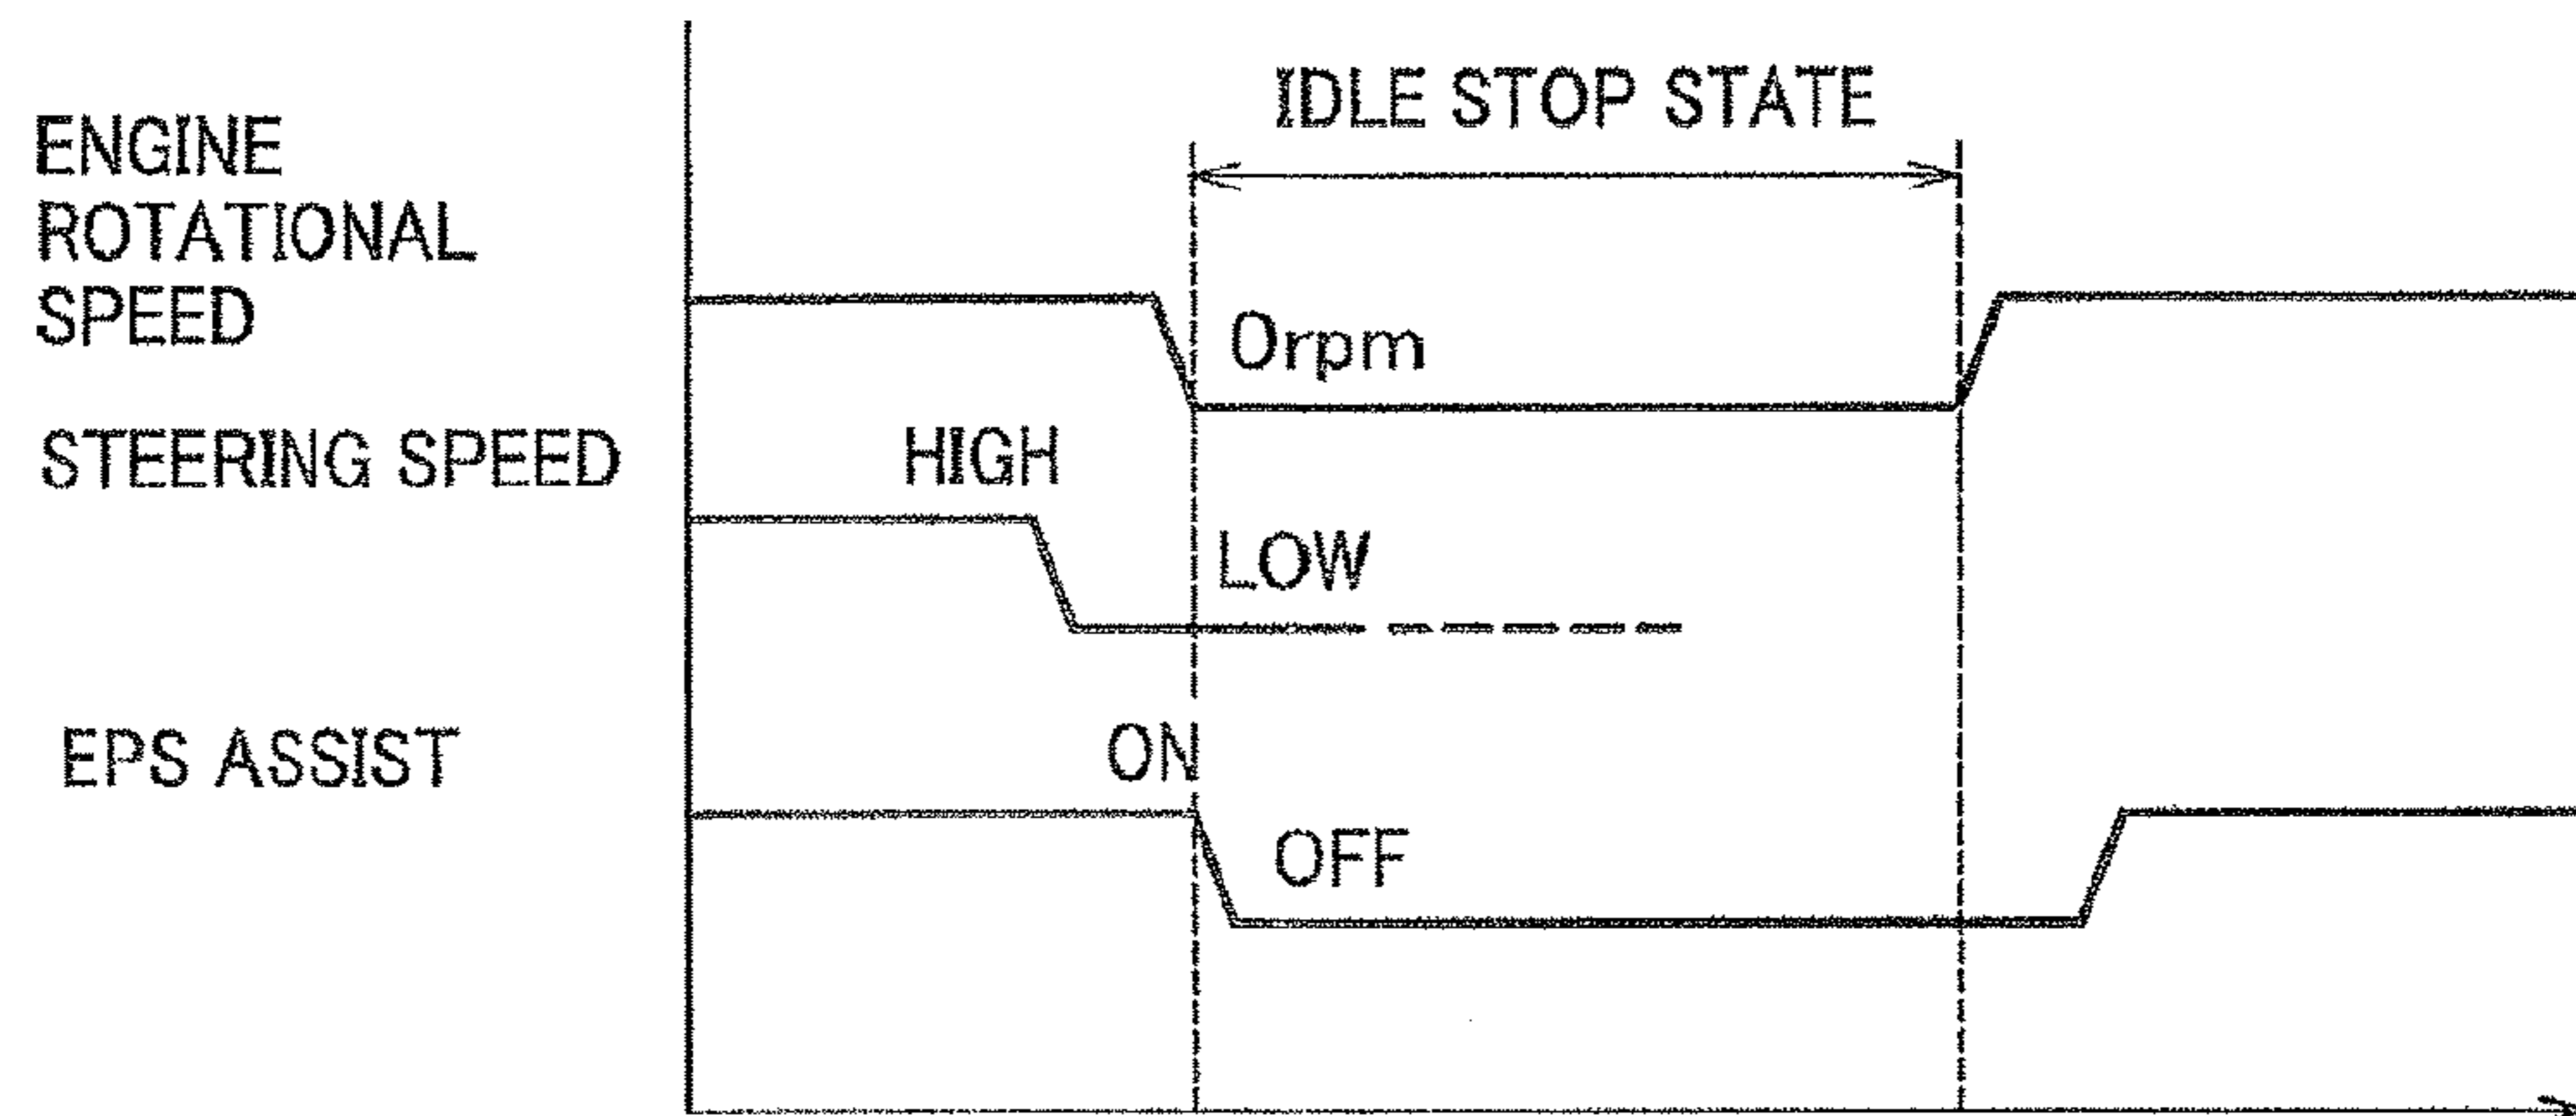 IDLE STOP STATE
ENGINE
ROTATIONAL
SPEED
0rpm
STEERING SPEED
HIGH
LOW
EPS ASSIST
ON
OFF